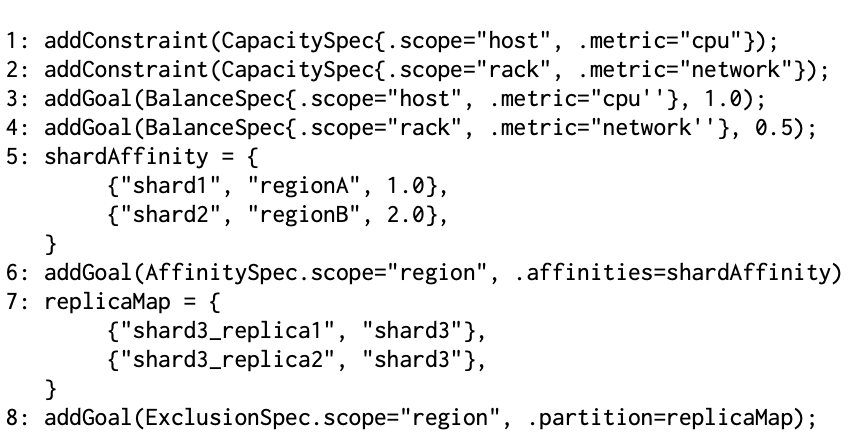 1: addConstraint(CapacitySpec{.scope="host", .metric="cpu"});
2: addConstraint(CapacitySpec{.scope="rack", .metric="network"});
3: addGoal(BalanceSpec{.scope="host", .metric="cpu''}, 1.0);
4: addGoal(BalanceSpec{.scope="rack", .metric="network''}, 0.5);
5: shardAffinity = {
{"shard1", "regionA", 1.0},
{"shard2", "regionB", 2.0},
}
6: addGoal(AffinitySpec.scope="region", .affinities=shardAffinity)
7: replicaMap = {
{"shard3_replica1", "shard3"},
{"shard3_replica2", "shard3"},
}
8: addGoal(ExclusionSpec.scope="region", .partition=replicaMap);